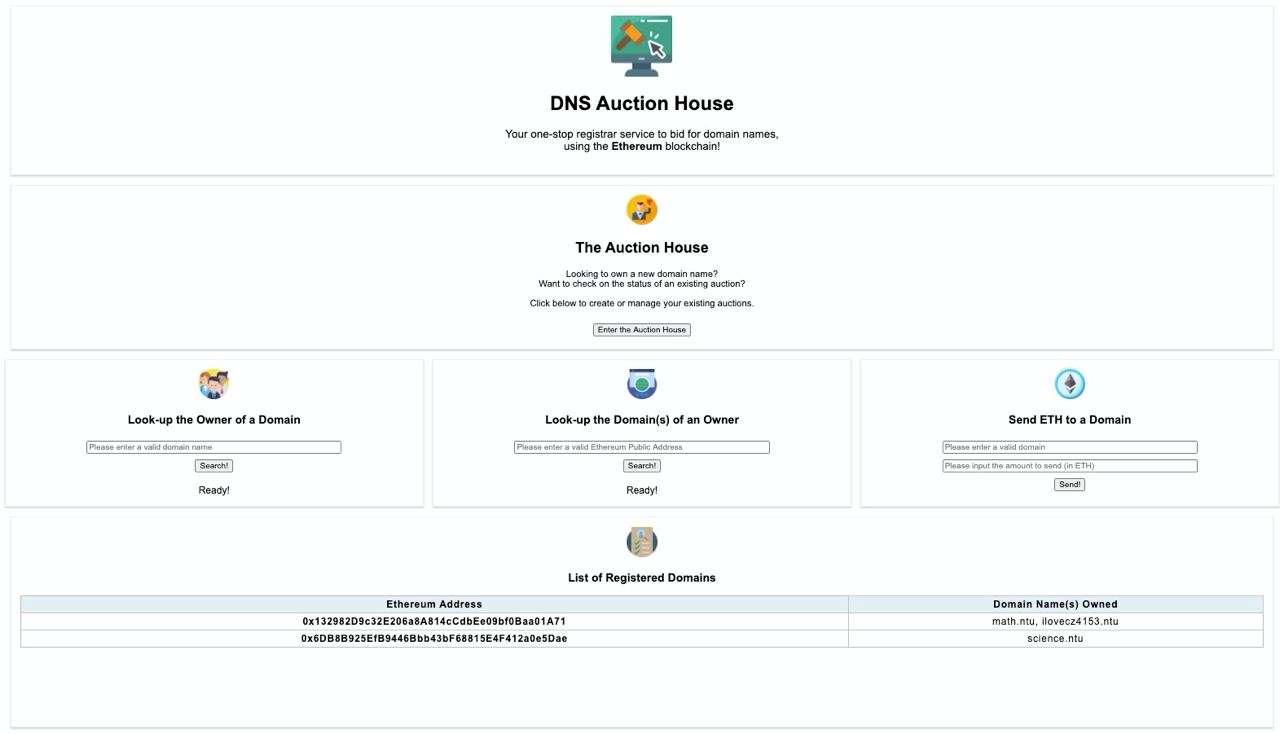 DNS Auction House
Your one-stop registrar service to bid for domain names,
using the Ethereum blockchain!
The Auction House
Looking to own a new domain name?
Want to check on the status of an existing auction?
Click below to create or manage your existing auctions.
Enter the Auction House
Look-up the Owner of a Domain
Please enter a valid domain name
Search!
Ready!
Look-up the Domain(s) of an Owner
Please enter a valid Ethereum Public Address
Search!
Ready!
Send ETH to a Domain
Please enter a valid domain
Please input the amount to send (in ETH)
Send!
List of Registered Domains
Ethereum Address Domain Name(s) Owned
0x132982D9c32E206a8A814cCdbEe09bf0Baa01A71 math.ntu, ilovecz4153.ntu
0x6DB8B925EfB9446Bbb43bF68815E4F412a0e5Dae science.ntu